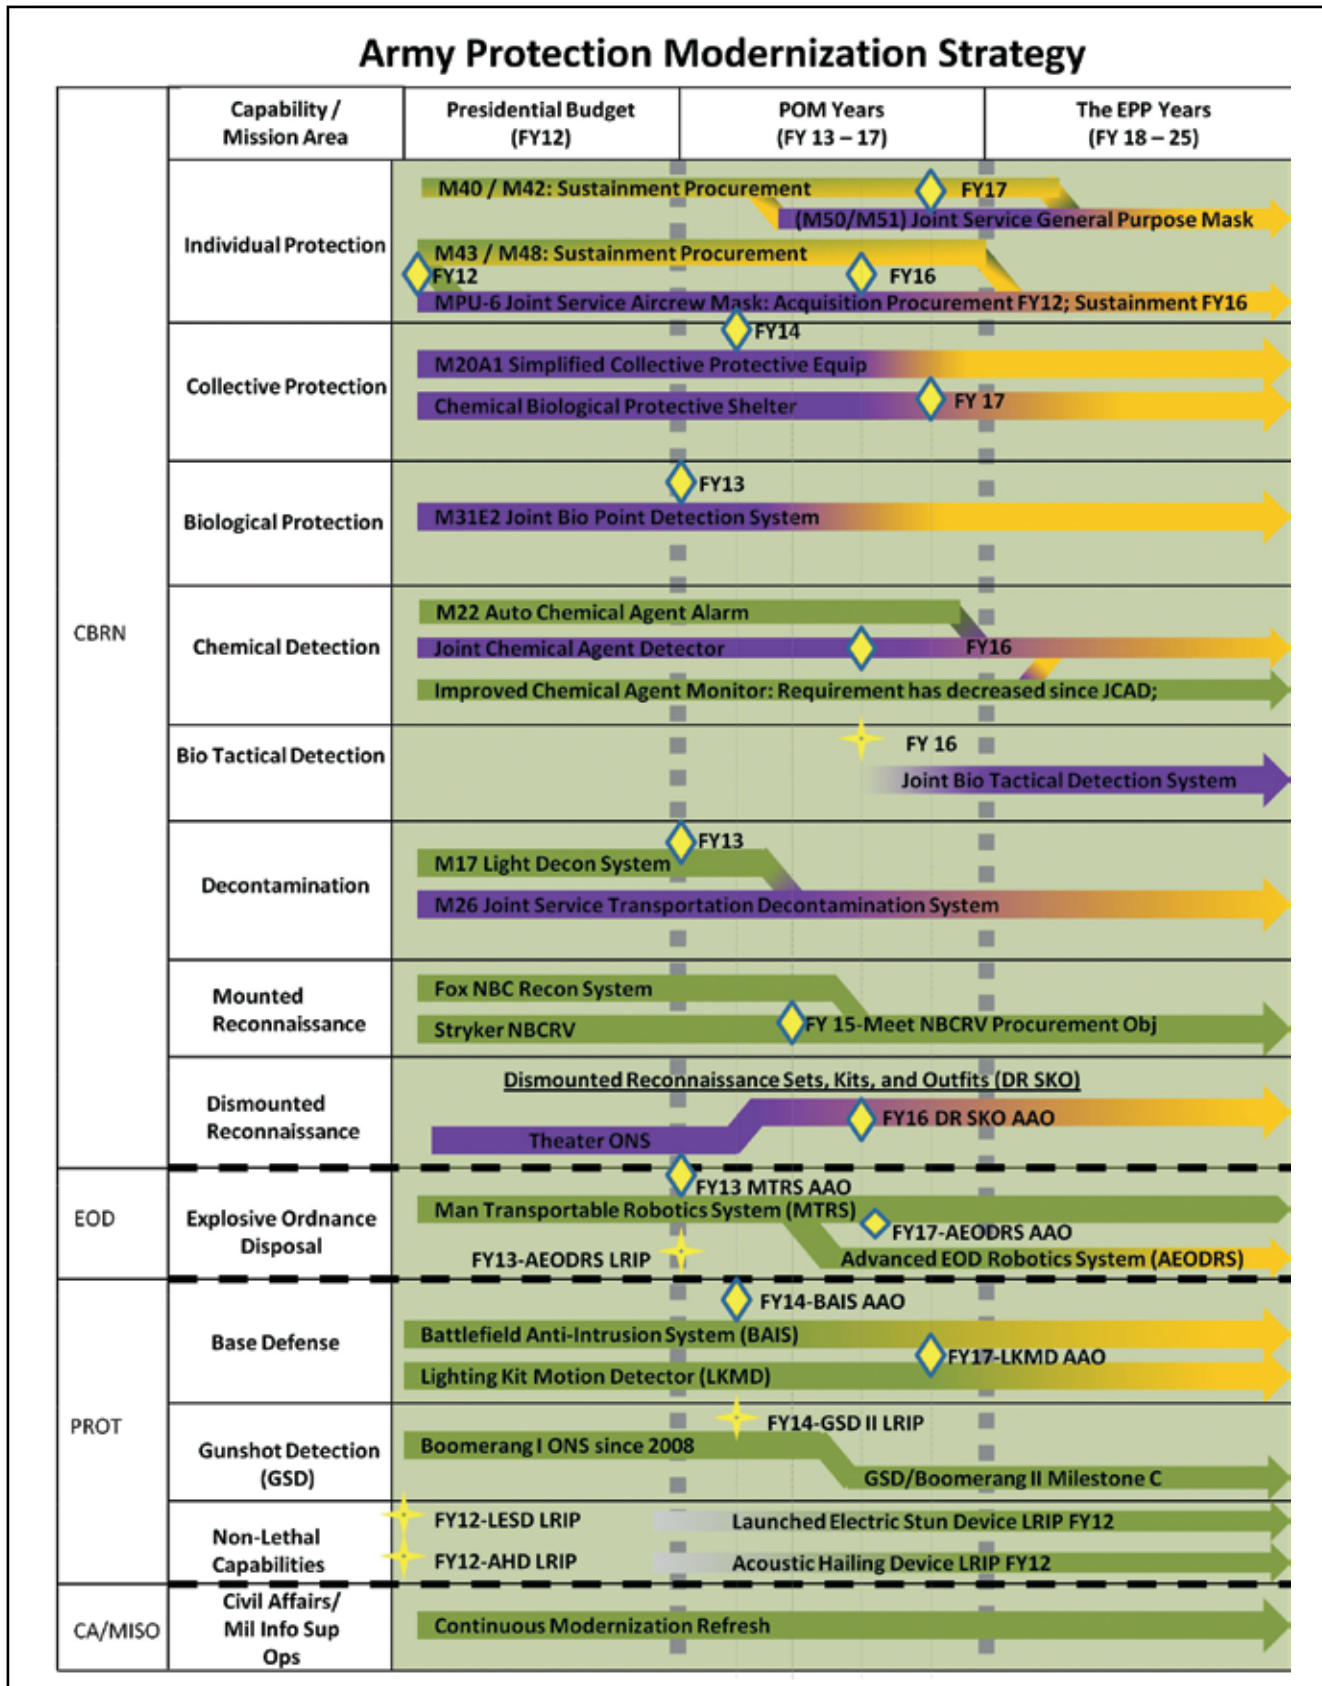 Army Protection Modernization Strategy
Capability /
Mission Area
Presidential Budget
(FY12)
POM Years
(FY 13 – 17)
The EPP Years
(FY 18 – 25)
CBRN
Individual Protection
M40 / M42: Sustainment Procurement
FY17
(M50/M51) Joint Service General Purpose Mask
M43 / M48: Sustainment Procurement
FY12
FY16
MPU-6 Joint Service Aircrew Mask: Acquisition Procurement FY12; Sustainment FY16
Collective Protection
FY14
M20A1 Simplified Collective Protective Equip
Chemical Biological Protective Shelter
FY 17
Biological Protection
FY13
M31E2 Joint Bio Point Detection System
Chemical Detection
M22 Auto Chemical Agent Alarm
Joint Chemical Agent Detector
FY16
Improved Chemical Agent Monitor: Requirement has decreased since JCAD;
Bio Tactical Detection
FY 16
Joint Bio Tactical Detection System
Decontamination
FY13
M17 Light Decon System
M26 Joint Service Transportation Decontamination System
Mounted
Reconnaissance
Fox NBC Recon System
Stryker NBCRV
FY 15-Meet NBCRV Procurement Obj
Dismounted
Reconnaissance
Dismounted Reconnaissance Sets, Kits, and Outfits (DR SKO)
FY16 DR SKO AAO
Theater ONS
EOD
Explosive Ordnance
Disposal
FY13 MTRS AAO
Man Transportable Robotics System (MTRS)
FY17-AEODRS AAO
FY13-AEODRS LRIP
Advanced EOD Robotics System (AEODRS)
PROT
Base Defense
FY14-BAIS AAO
Battlefield Anti-Intrusion System (BAIS)
FY17-LKMD AAO
Lighting Kit Motion Detector (LKMD)
Gunshot Detection
(GSD)
FY14-GSD II LRIP
Boomerang I ONS since 2008
GSD/Boomerang II Milestone C
Non-Lethal
Capabilities
FY12-LESD LRIP
Launched Electric Stun Device LRIP FY12
FY12-AHD LRIP
Acoustic Hailing Device LRIP FY12
CA/MISO
Civil Affairs/
Mil Info Sup
Ops
Continuous Modernization Refresh